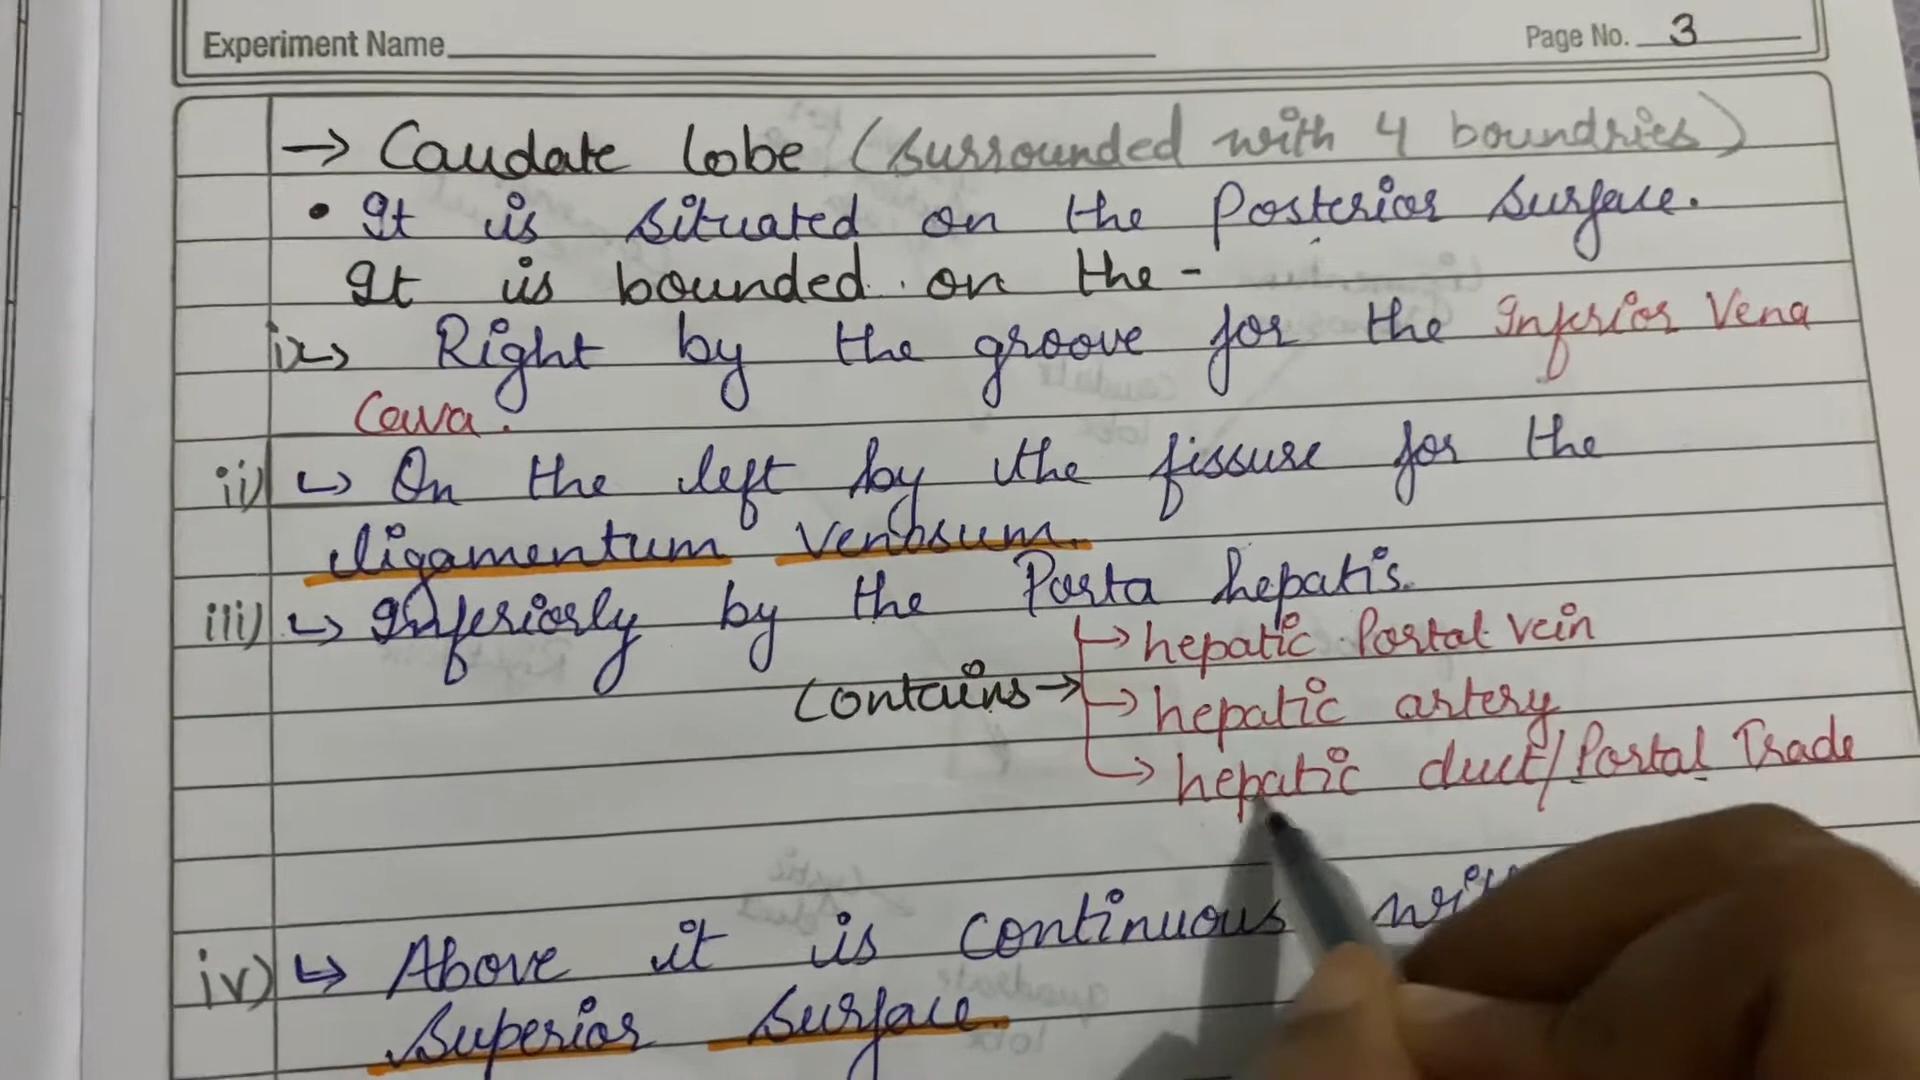 Experiment Name
Page No. 3
→ Caudate lobe (surrounded with 4 boundries)
• It is situated on the Posterior surface.
It is bounded on the -
Right by the groove for the Inferior Vena
Cava.
ii) ↳ On the left by the fissure for the
ligamentum venosum.
iii) ↳ Inferiorly by the Porta hepatis.
→ hepatic Portal vein
Contains →
→ hepatic artery
→ hepatic duct/Portal Trade
iv) ↳ Above it is continuous
Superior surface.